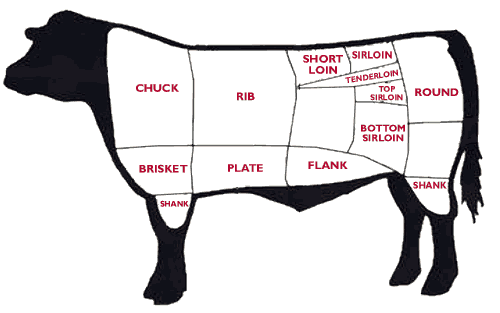 CHUCK
RIB
SHORT
LOIN
SIRLOIN
TENDERLOIN
TOP
SIRLOIN
BOTTOM
SIRLOIN
ROUND
BRISKET
PLATE
FLANK
SHANK
SHANK